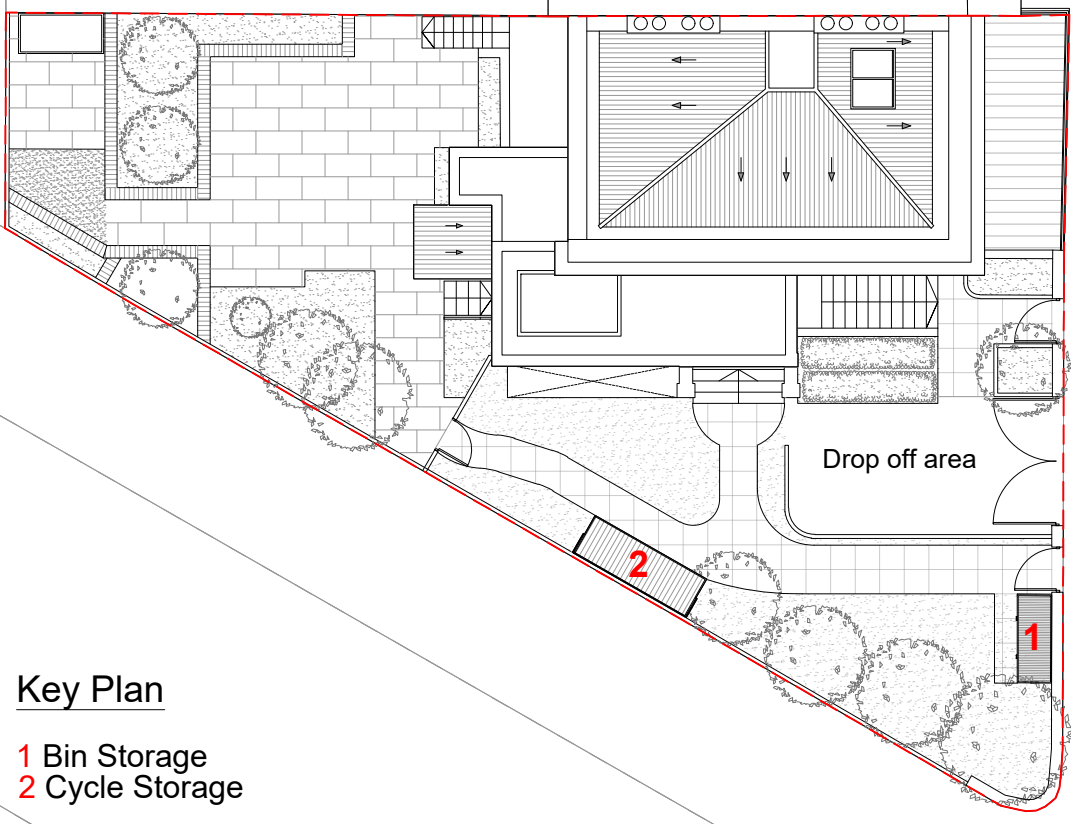 Drop off area
2
1
Key Plan
1 Bin Storage
2 Cycle Storage